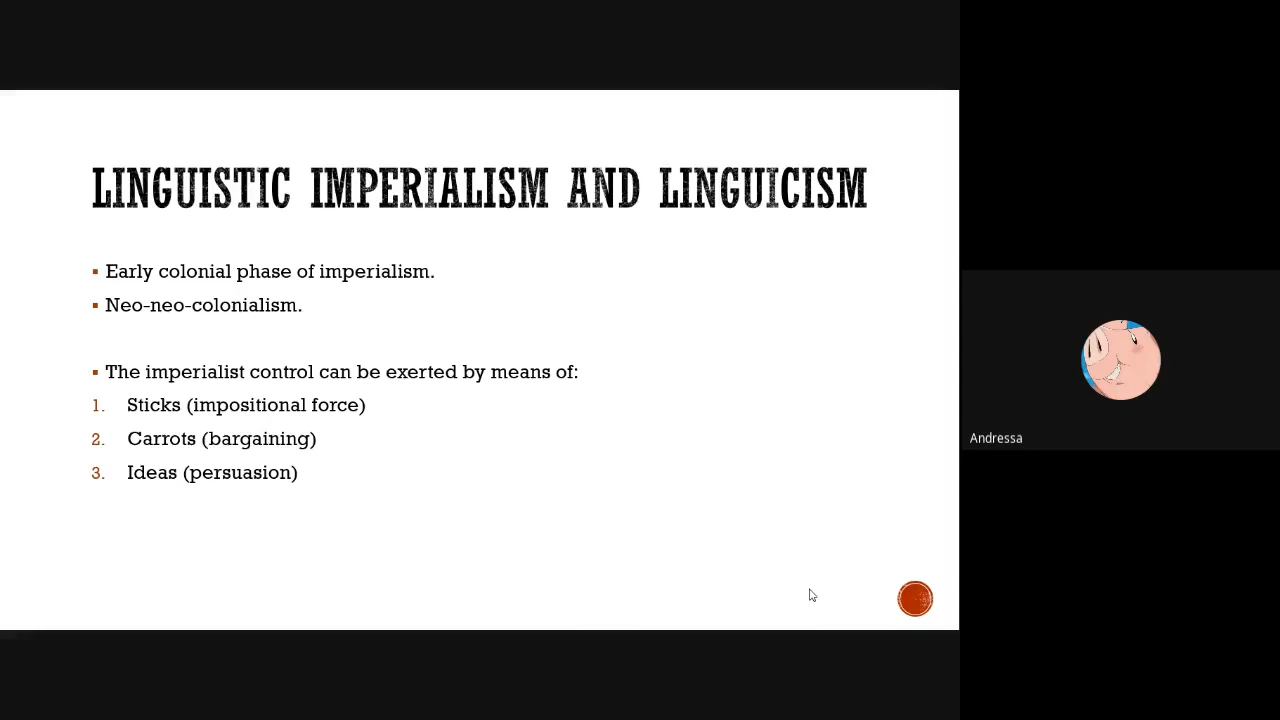 LINGUISTIC IMPERIALISM AND LINGUICISM
▪ Early colonial phase of imperialism.
▪ Neo-neo-colonialism.
▪ The imperialist control can be exerted by means of:
1. Sticks (impositional force)
2. Carrots (bargaining)
3. Ideas (persuasion)
Andressa